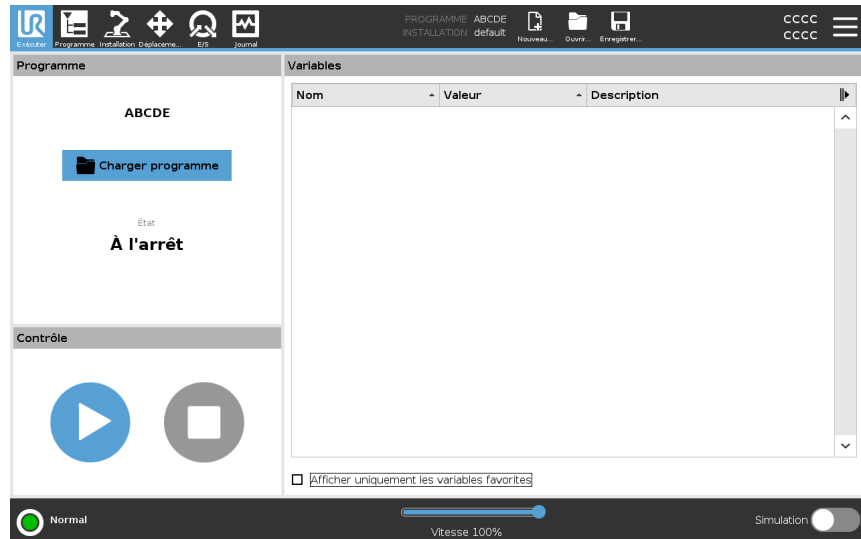 PROGRAMME ABCDE
INSTALLATION default
Exécuter
Programme
Installation
Déplaceme...
E/S
Journal
Nouveau...
Ouvrir...
Enregistrer...
CCCC
CCCC
Programme
ABCDE
Charger programme
État
À l'arrêt
Contrôle
Variables
Nom
Valeur
Description
Afficher uniquement les variables favorites
Normal
Vitesse 100%
Simulation